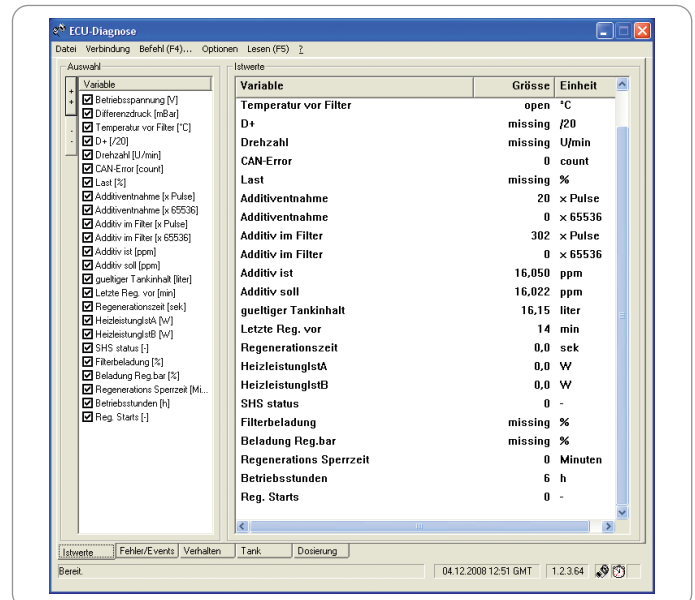 ECU-Diagnose
Datei Verbindung Befehl (F4)... Optionen Lesen (F5) ?
Auswahl
+
+
-
-
Variable
Betriebsspannung [V]
Differenzdruck [mBar]
Temperatur vor Filter [°C]
D+ [/20]
Drehzahl [U/min]
CAN-Error [count]
Last [%]
Additiventnahme [x Pulse]
Additiventnahme [x 65536]
Additiv im Filter [x Pulse]
Additiv im Filter [x 65536]
Additiv ist [ppm]
Additiv soll [ppm]
gueltiger Tankinhalt [liter]
Letzte Reg. vor [min]
Regenerationszeit [sek]
HeizleistungIstA [W]
HeizleistungIstB [W]
SHS status [-]
Filterbeladung [%]
Beladung Reg.bar [%]
Regenerations Sperrzeit [Mi...
Betriebsstunden [h]
Reg. Starts [-]
Istwerte
Variable Grösse Einheit
Temperatur vor Filter open °C
D+ missing /20
Drehzahl missing U/min
CAN-Error 0 count
Last missing %
Additiventnahme 20 x Pulse
Additiventnahme 0 x 65536
Additiv im Filter 302 x Pulse
Additiv im Filter 0 x 65536
Additiv ist 16,050 ppm
Additiv soll 16,022 ppm
gueltiger Tankinhalt 16,15 liter
Letzte Reg. vor 14 min
Regenerationszeit 0,0 sek
HeizleistungIstA 0,0 W
HeizleistungIstB 0,0 W
SHS status 0 -
Filterbeladung missing %
Beladung Reg.bar missing %
Regenerations Sperrzeit 0 Minuten
Betriebsstunden 6 h
Reg. Starts 0 -
Istwerte Fehler/Events Verhalten Tank Dosierung
Bereit. 04.12.2008 12:51 GMT 1.2.3.64